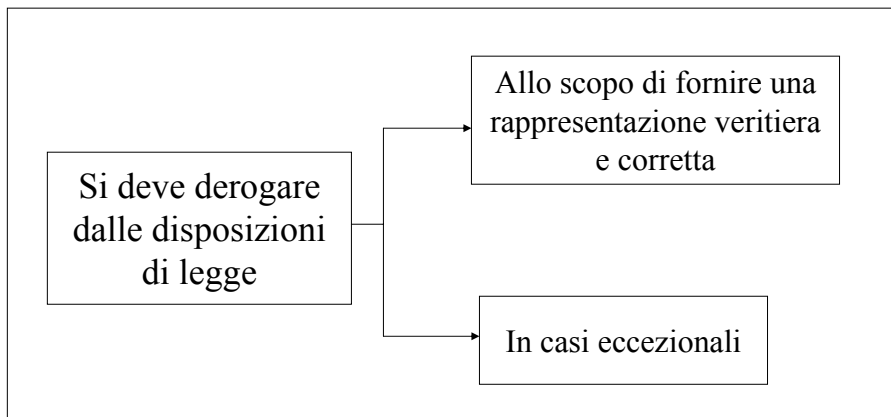 Allo scopo di fornire una
rappresentazione veritiera
e corretta
Si deve derogare
dalle disposizioni
di legge
In casi eccezionali